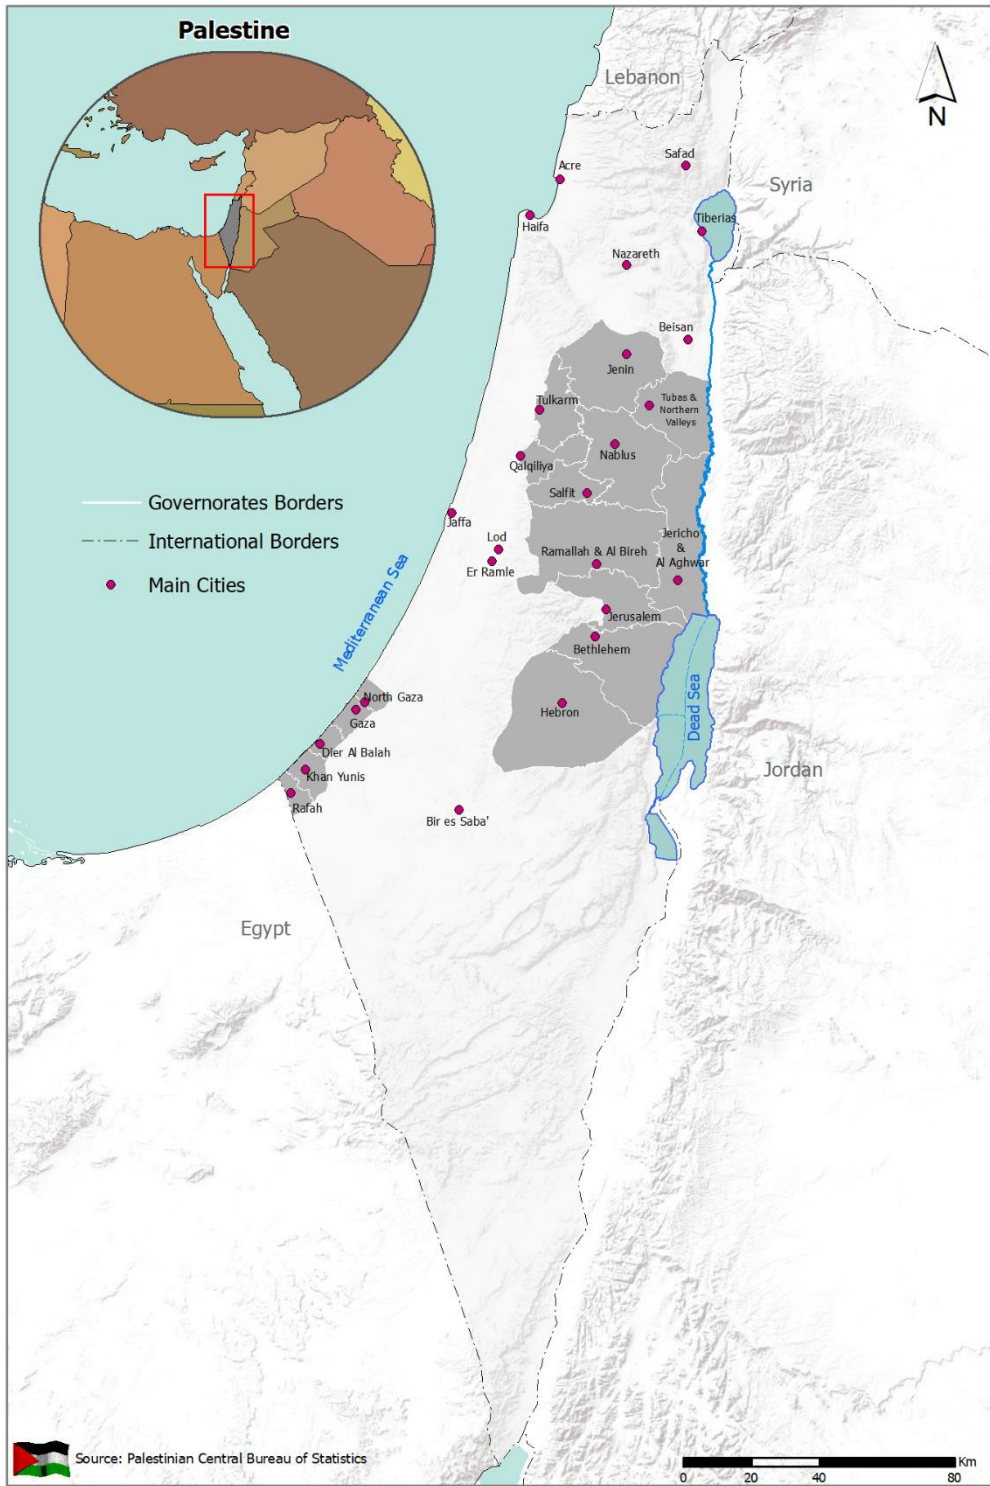 Palestine
Lebanon
N
Safad
Acre
Syria
Tiberias
Haifa
Nazareth
Beisan
Jenin
Tulkarm
Tubas &
Northern
Valleys
Nablus
Qalqiliya
Salfit
Governorates Borders
International Borders
Main Cities
Jaffa
Lod
Er Ramle
Ramallah & Al Bireh
Jericho
&
Al Aghwar
Jerusalem
Bethlehem
Mediterranean Sea
North Gaza
Gaza
Hebron
Dead Sea
Dier Al Balah
Khan Yunis
Rafah
Jordan
Bir es Saba'
Egypt
Source: Palestinian Central Bureau of Statistics
Km
0 20 40 80